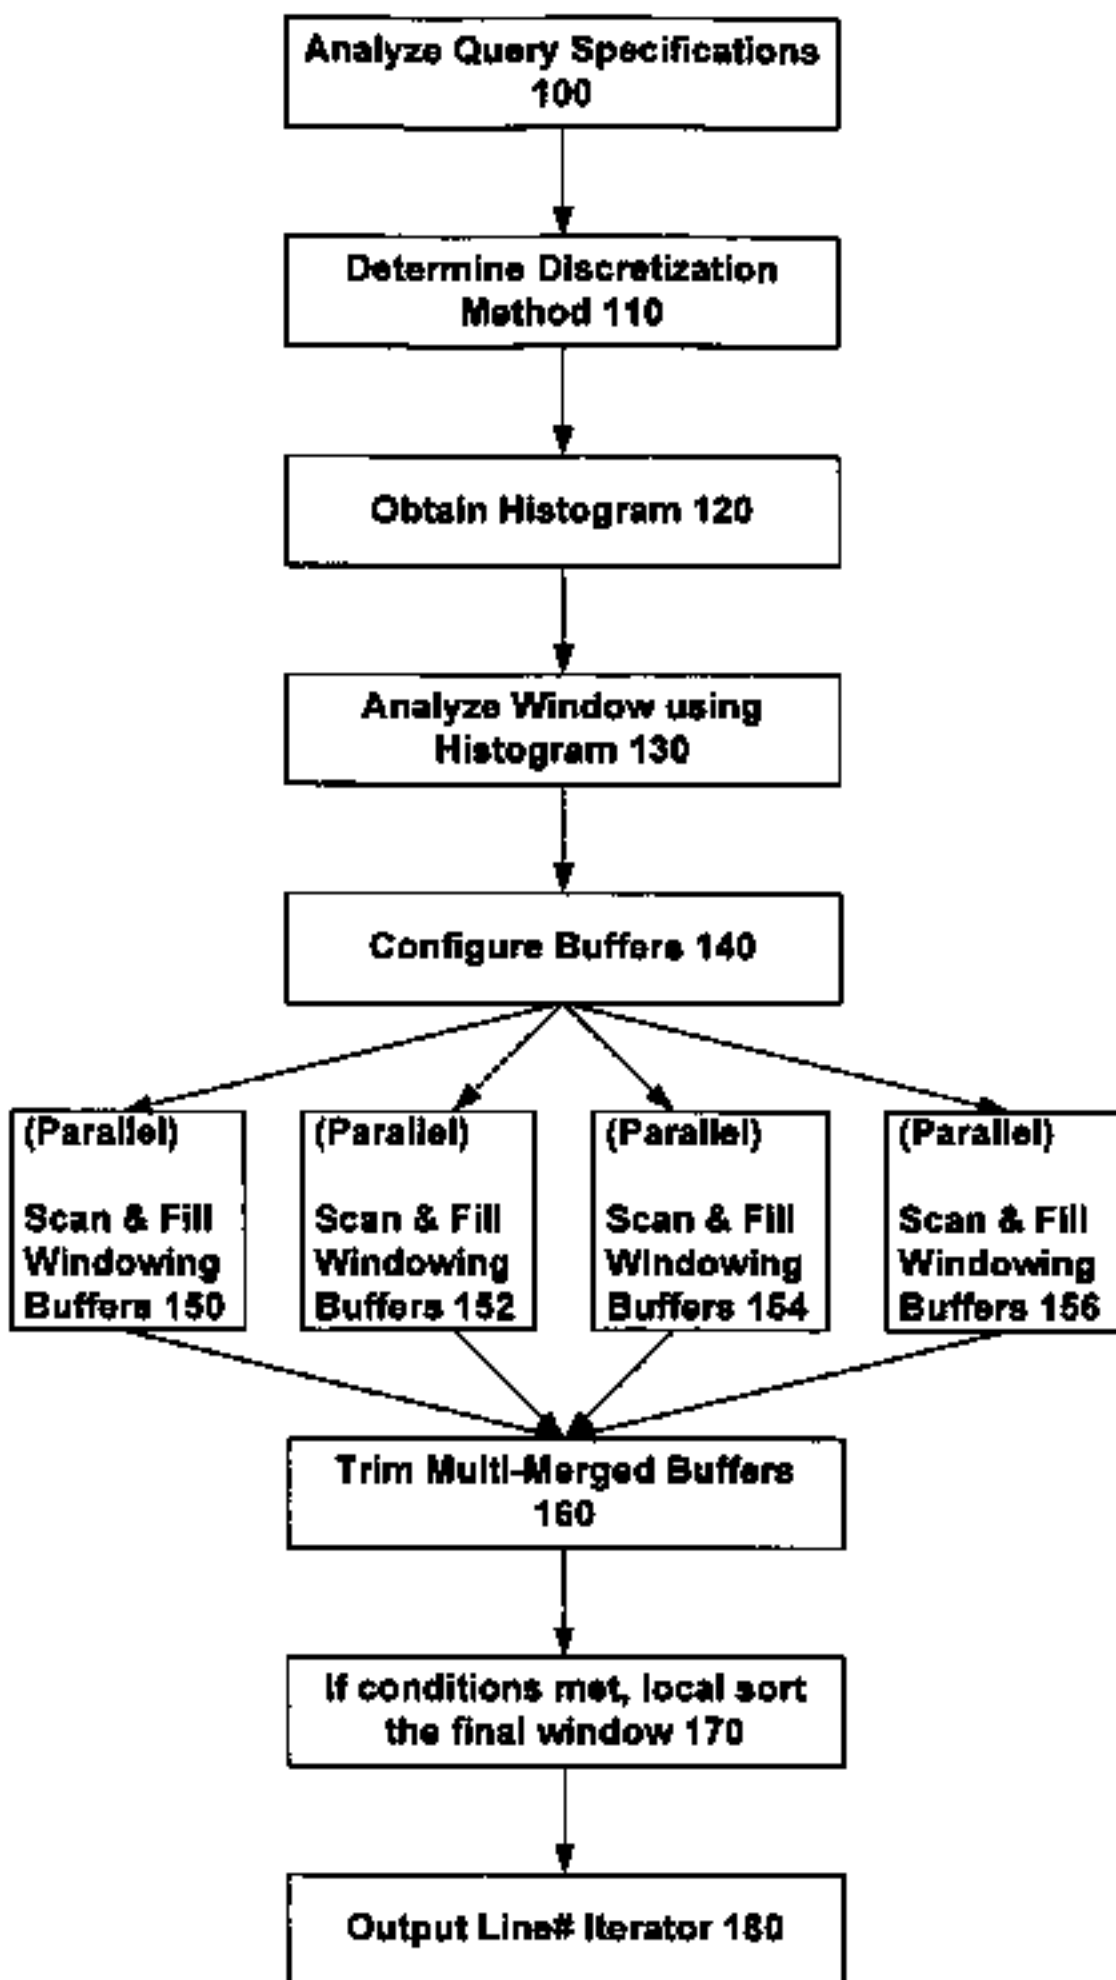 Analyze Query Specifications
100
Determine Discretization
Method 110
Obtain Histogram 120
Analyze Window using
Histogram 130
Configure Buffers 140
(Parallel)
Scan & Fill
Windowing
Buffers 150
(Parallel)
Scan & Fill
Windowing
Buffers 152
(Parallel)
Scan & Fill
Windowing
Buffers 154
(Parallel)
Scan & Fill
Windowing
Buffers 156
Trim Multi-Merged Buffers
160
If conditions met, local sort
the final window 170
Output Line# Iterator 180